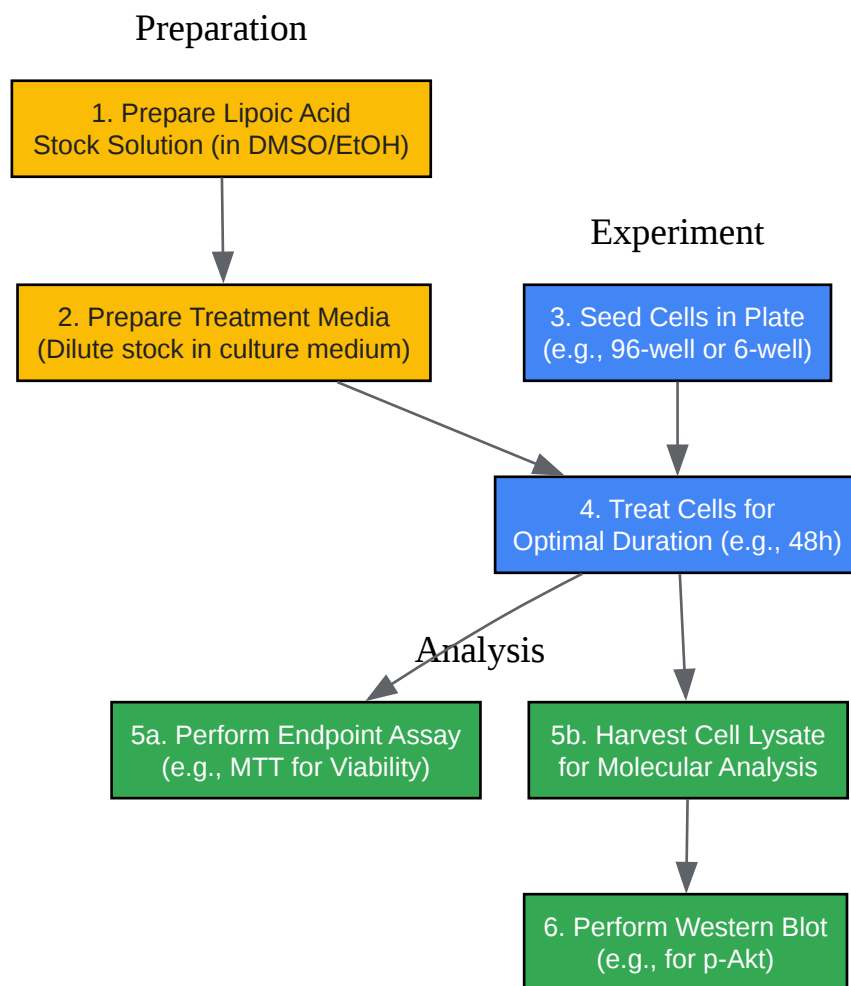 Preparation
1. Prepare Lipoic Acid
Stock Solution (in DMSO/EtOH)
Experiment
2. Prepare Treatment Media
(Dilute stock in culture medium)
3. Seed Cells in Plate
(e.g., 96-well or 6-well)
4. Treat Cells for
Optimal Duration (e.g., 48h)
Analysis
5a. Perform Endpoint Assay
(e.g., MTT for Viability)
5b. Harvest Cell Lysate
for Molecular Analysis
6. Perform Western Blot
(e.g., for p-Akt)